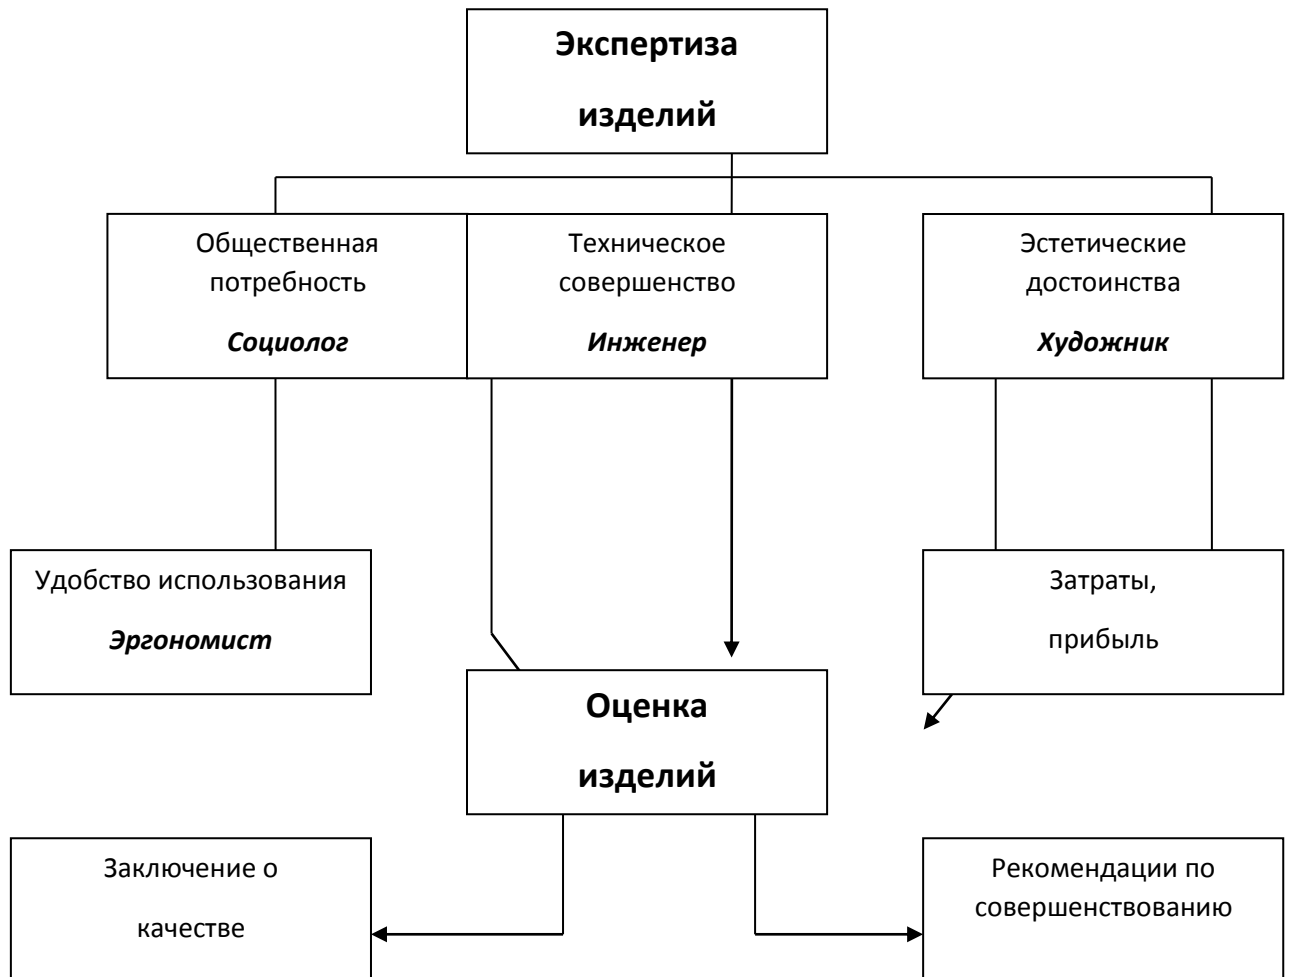 Экспертиза
изделий
Общественная
потребность
Социолог
Техническое
совершенство
Инженер
Эстетические
достоинства
Художник
Удобство использования
Эргономист
Затраты,
прибыль
Оценка
изделий
Заключение о
качестве
Рекомендации по
совершенствованию